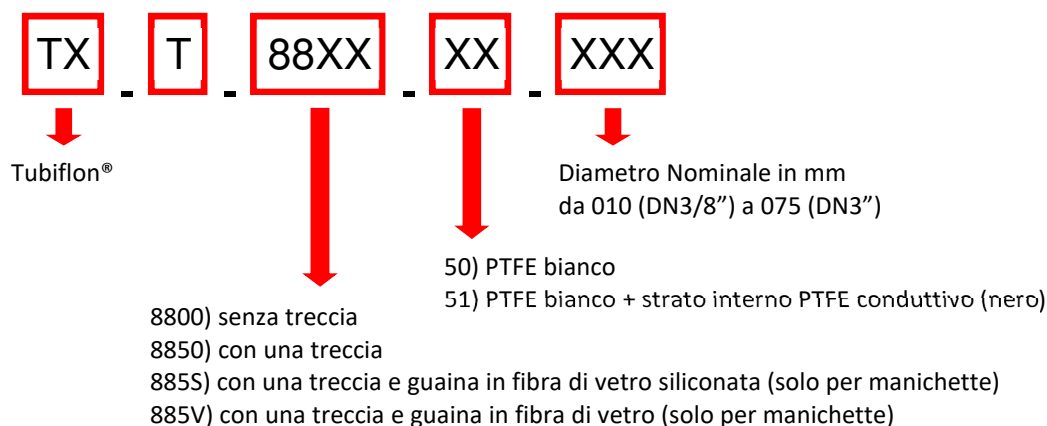 TX - T - 88XX - XX - XXX
Tubiflon®
Diametro Nominale in mm
da 010 (DN3/8”) a 075 (DN3”)
50) PTFE bianco
51) PTFE bianco + strato interno PTFE conduttivo (nero)
8800) senza treccia
8850) con una treccia
885S) con una treccia e guaina in fibra di vetro siliconata (solo per manichette)
885V) con una treccia e guaina in fibra di vetro (solo per manichette)